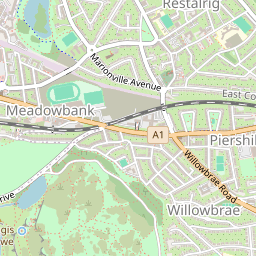 Restalrig
Marionville Avenue
East Co
Meadowbank
A1
Piershil
Willowbrae Road
rive
Willowbrae
gis
we